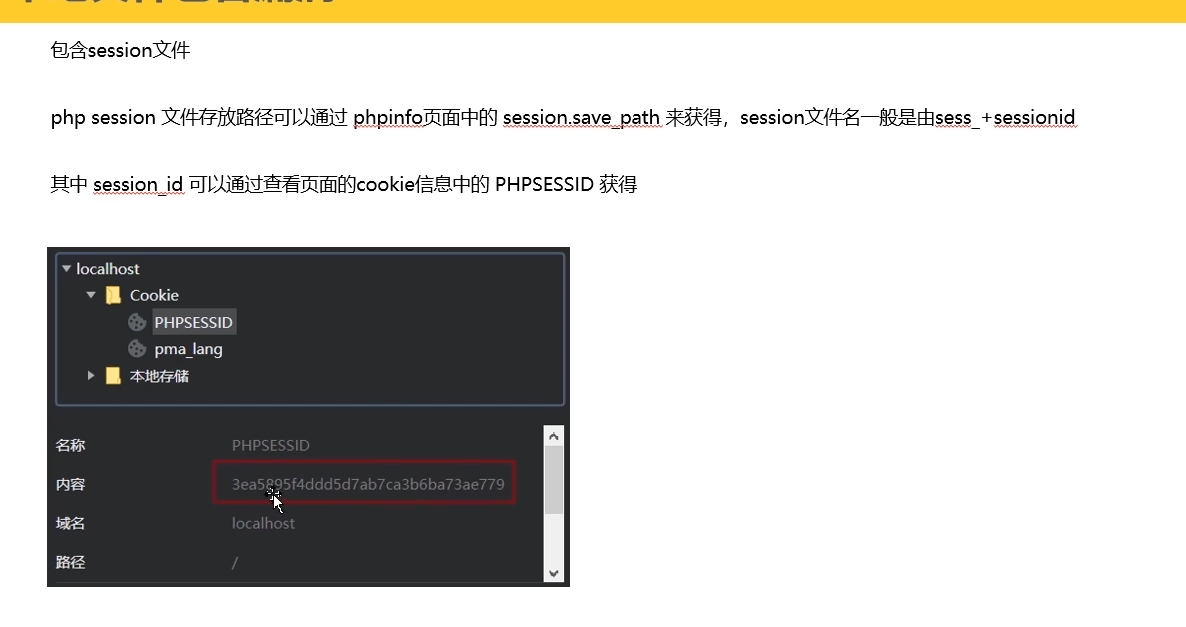 包含session文件
php session 文件存放路径可以通过 phpinfo页面中的 session.save_path 来获得，session文件名一般是由sess_+sessionid
其中 session_id 可以通过查看页面的cookie信息中的 PHPSESSID 获得
localhost
Cookie
PHPSESSID
pma_lang
本地存储
名称 PHPSESSID
内容 3ea5895f4ddd5d7ab7ca3b6ba73ae779
域名 localhost
路径 /